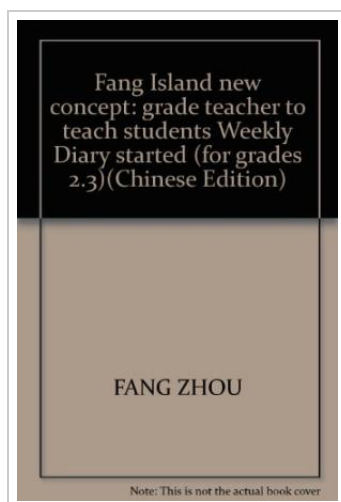 Fang Island new
concept: grade teacher to
teach students Weekly
Diary started (for grades
2.3)(Chinese Edition)
FANG ZHOU
Note: This is not the actual book cover